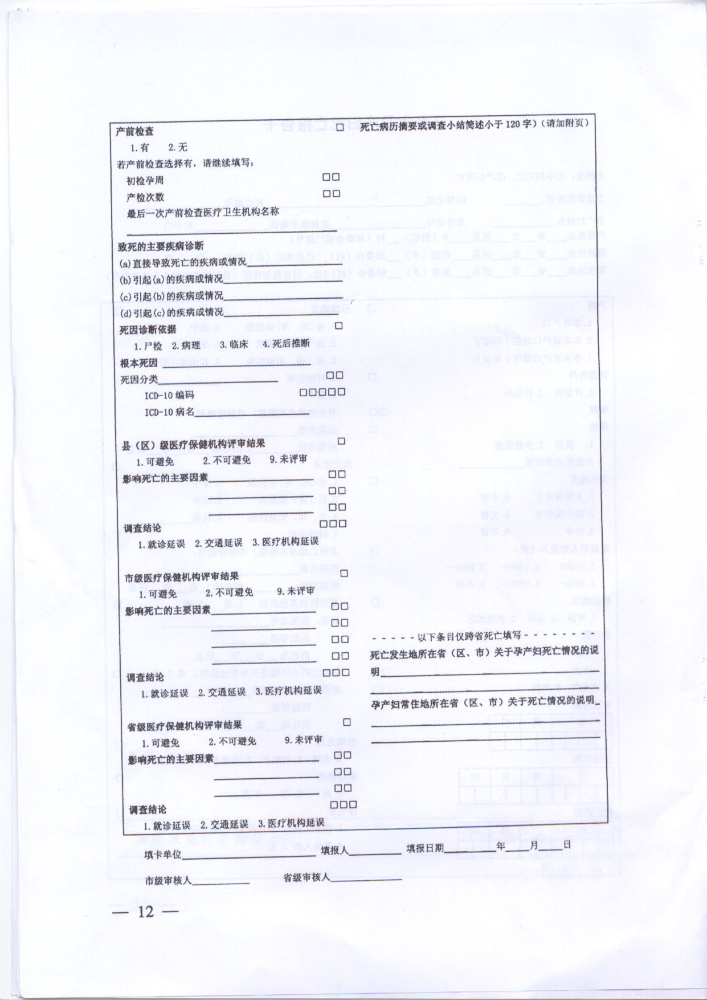 产前检查 □
1.有 2.无
若产前检查选择有，请继续填写：
初检孕周 □□
产检次数 □□
最后一次产前检查医疗卫生机构名称
致死的主要疾病诊断
(a)直接导致死亡的疾病或情况
(b)引起(a)的疾病或情况
(c)引起(b)的疾病或情况
(d)引起(c)的疾病或情况
死因诊断依据 □
1.尸检 2.病理 3.临床 4.死后推断
根本死因
死因分类 □□
ICD-10 编码 □□□□□
ICD-10 病名
县（区）级医疗保健机构评审结果 □
1.可避免 2.不可避免 9.未评审
影响死亡的主要因素 □□
□□
□□
调查结论 □□□
1.就诊延误 2.交通延误 3.医疗机构延误
市级医疗保健机构评审结果 □
1.可避免 2.不可避免 9.未评审
影响死亡的主要因素 □□
□□
□□
□□
调查结论 □□□
1.就诊延误 2.交通延误 3.医疗机构延误
省级医疗保健机构评审结果 □
1.可避免 2.不可避免 9.未评审
影响死亡的主要因素 □□
□□
□□
调查结论 □□□
1.就诊延误 2.交通延误 3.医疗机构延误
死亡病历摘要或调查小结简述小于 120 字）（请加附页）
- - - - - 以下条目仅跨省死亡填写 - - - - - - -
死亡发生地所在省（区、市）关于孕产妇死亡情况的说
明
孕产妇常住地所在省（区、市）关于死亡情况的说明
填卡单位 填报人 填报日期 年 月 日
市级审核人 省级审核人
— 12 —